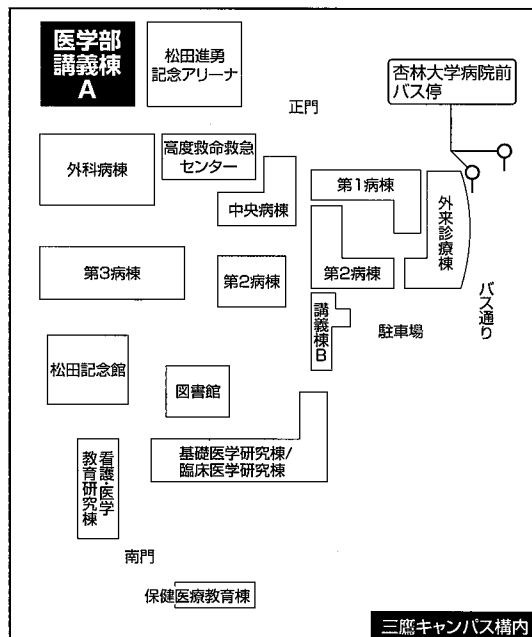 医学部
講義棟
A
松田進勇
記念アリーナ
正門
杏林大学病院前
バス停
外科病棟
高度救命救急
センター
中央病棟
第1病棟
外来診療棟
第3病棟
第2病棟
第2病棟
バス通り
講義棟B
駐車場
松田記念館
図書館
基礎医学研究棟/
臨床医学研究棟
看護・医学
教育研究棟
南門
保健医療教育棟
三鷹キャンパス構内